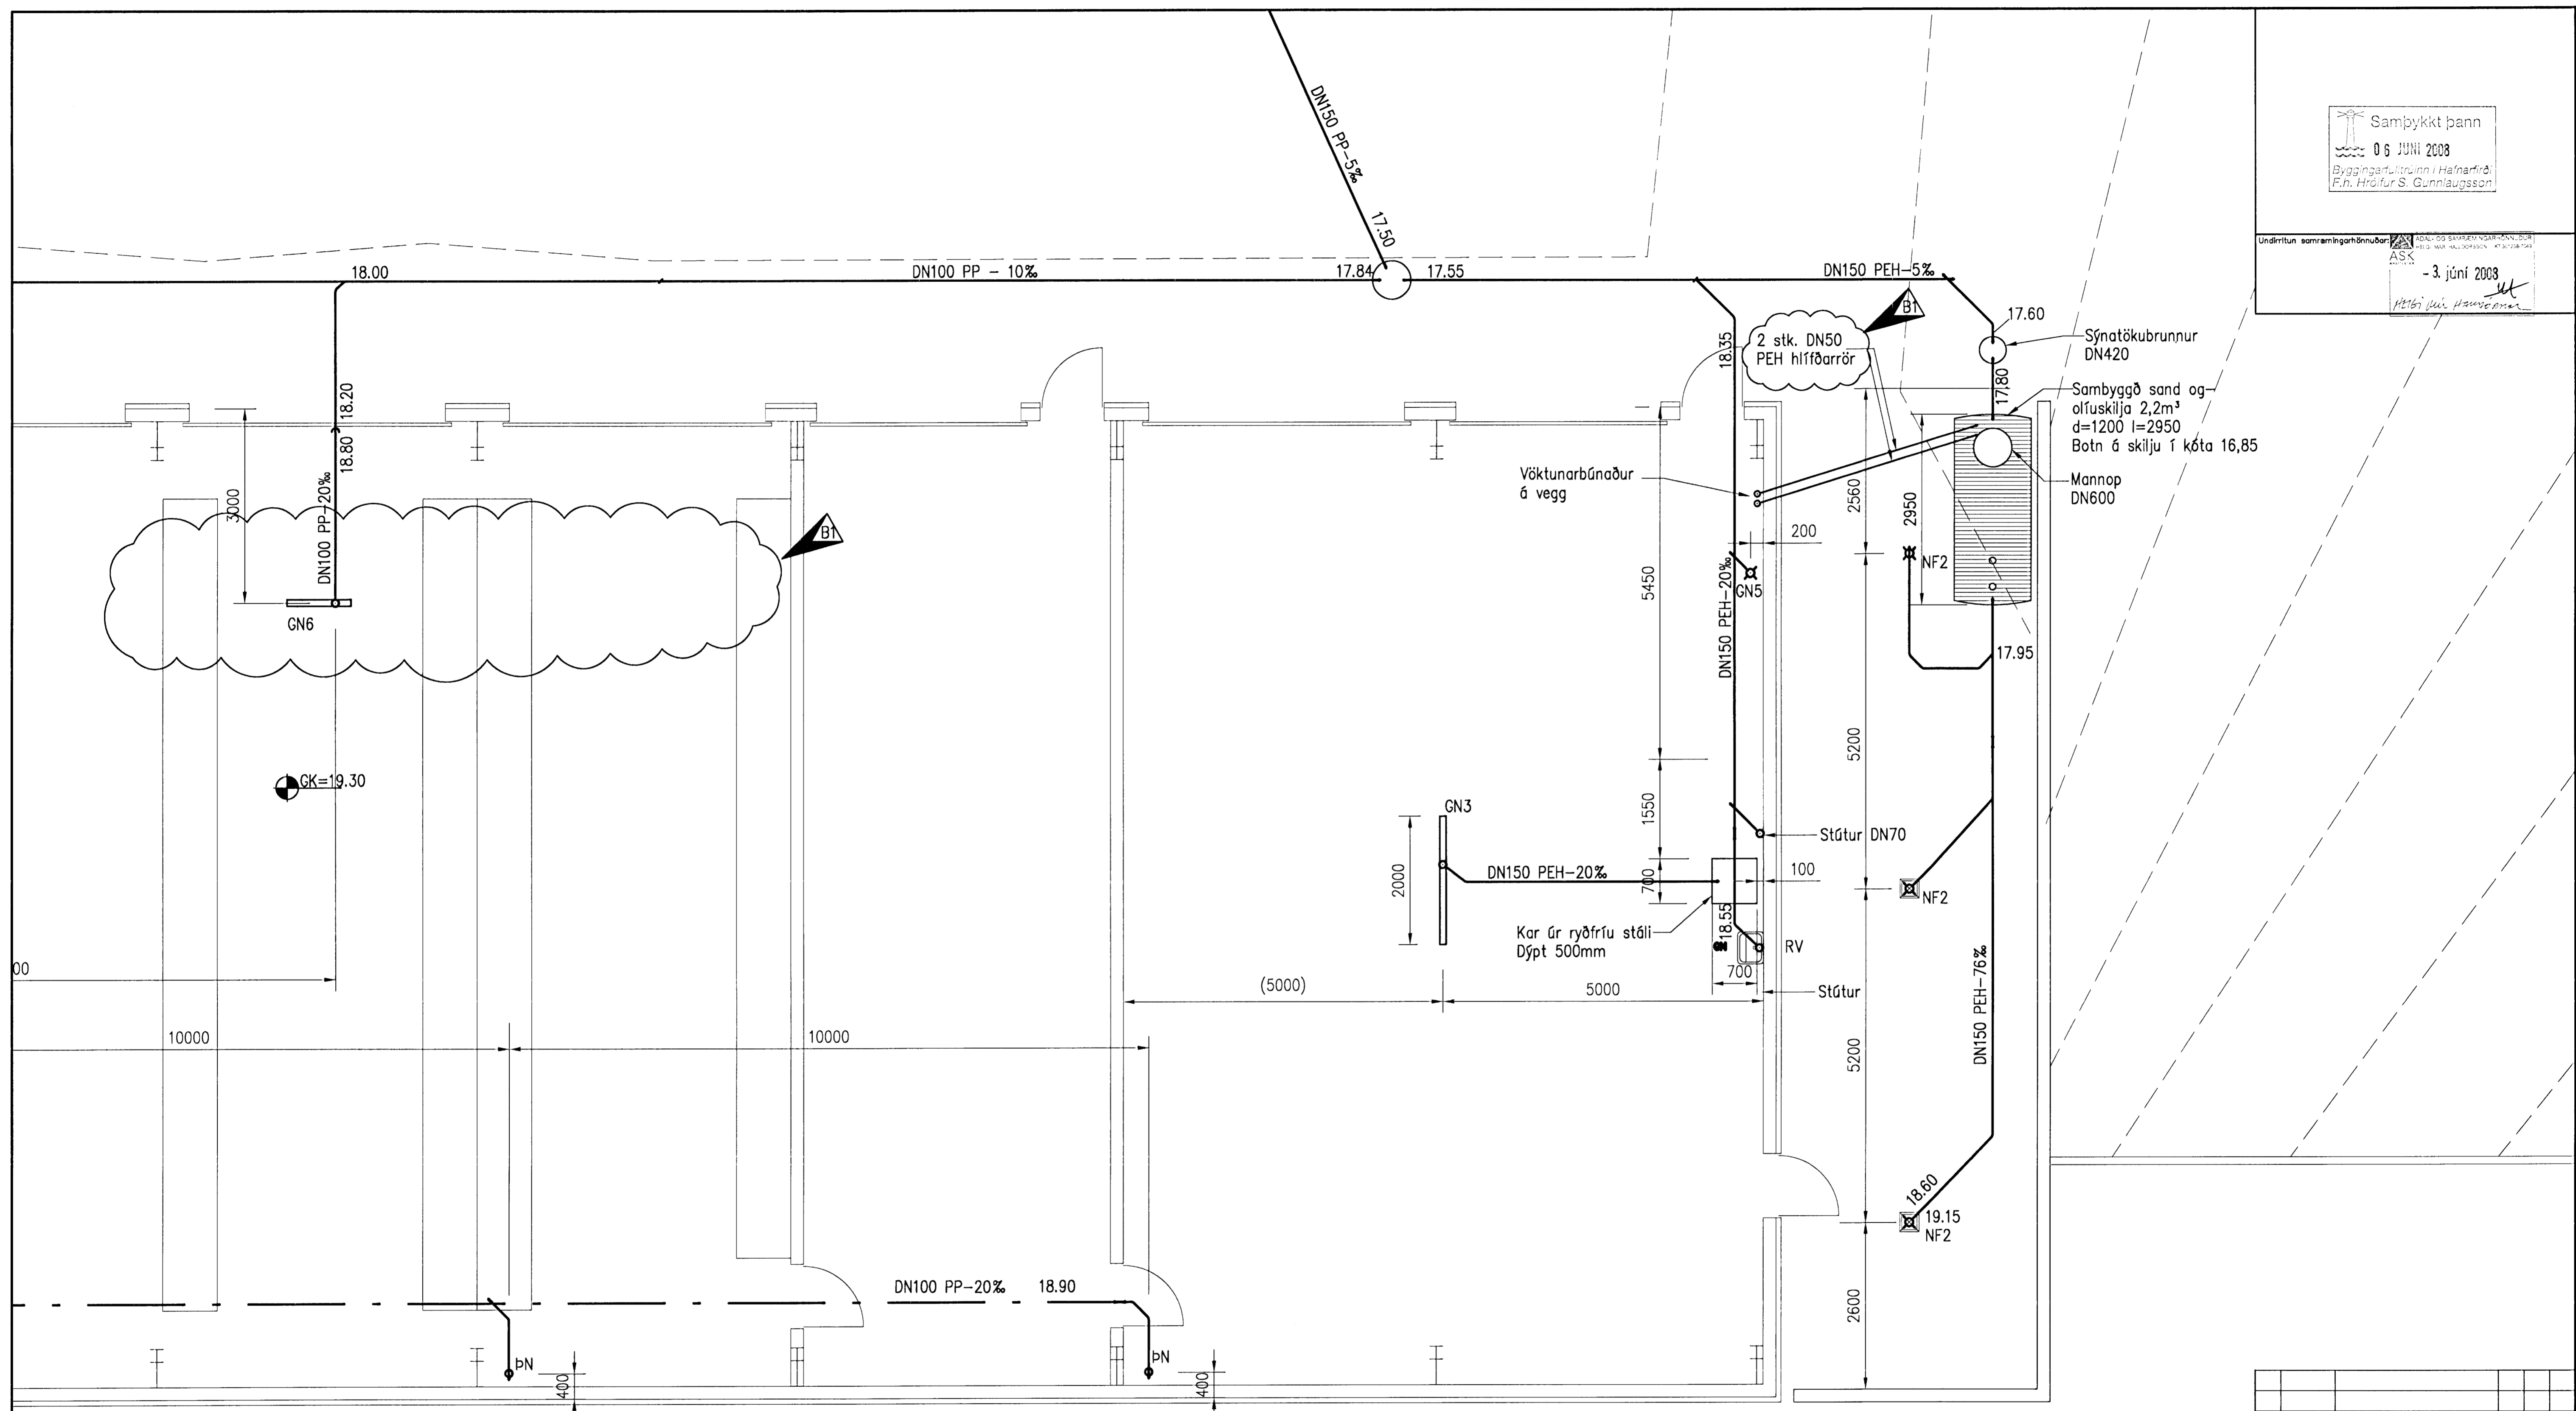 Samþykkt þann
06 JUNI 2008
Byggingarfulltrúinn í Hafnarfirði
F.h. Hrólfur S. Gunnlaugsson
Undirritun samræmingarhönnuðar:
AÐAL- OG SAMRÆMINGARHÖNNUÐUR
ASK
- 3. júní 2008
DN150 PP-5‰
17.50
18.00
DN100 PP - 10‰
17.84
17.55
DN150 PEH-5‰
17.60
Sýnatökubrunnur
DN420
B1
2 stk. DN50
PEH hlífðarrör
18.35
17.80
Sambyggð sand og
olíuskilja 2,2m³
d=1200 l=2950
Botn á skilju í kóta 16,85
Mannop
DN600
18.20
18.80
3000
DN100 PP-20‰
GN6
B1
Vöktunarbúnaður
á vegg
200
2560
2950
NF2
GN5
5450
DN150 PEH-20‰
17.95
5200
GK=19.30
GN3
1550
Stútur DN70
2000
DN150 PEH-20‰
700
100
NF2
Kar úr ryðfríu stáli
Dýpt 500mm
18.55
GN
RV
700
Stútur
00
(5000)
5000
10000
10000
DN150 PEH-76‰
5200
18.60
19.15
NF2
DN100 PP-20‰
18.90
2600
ÞN
400
ÞN
400